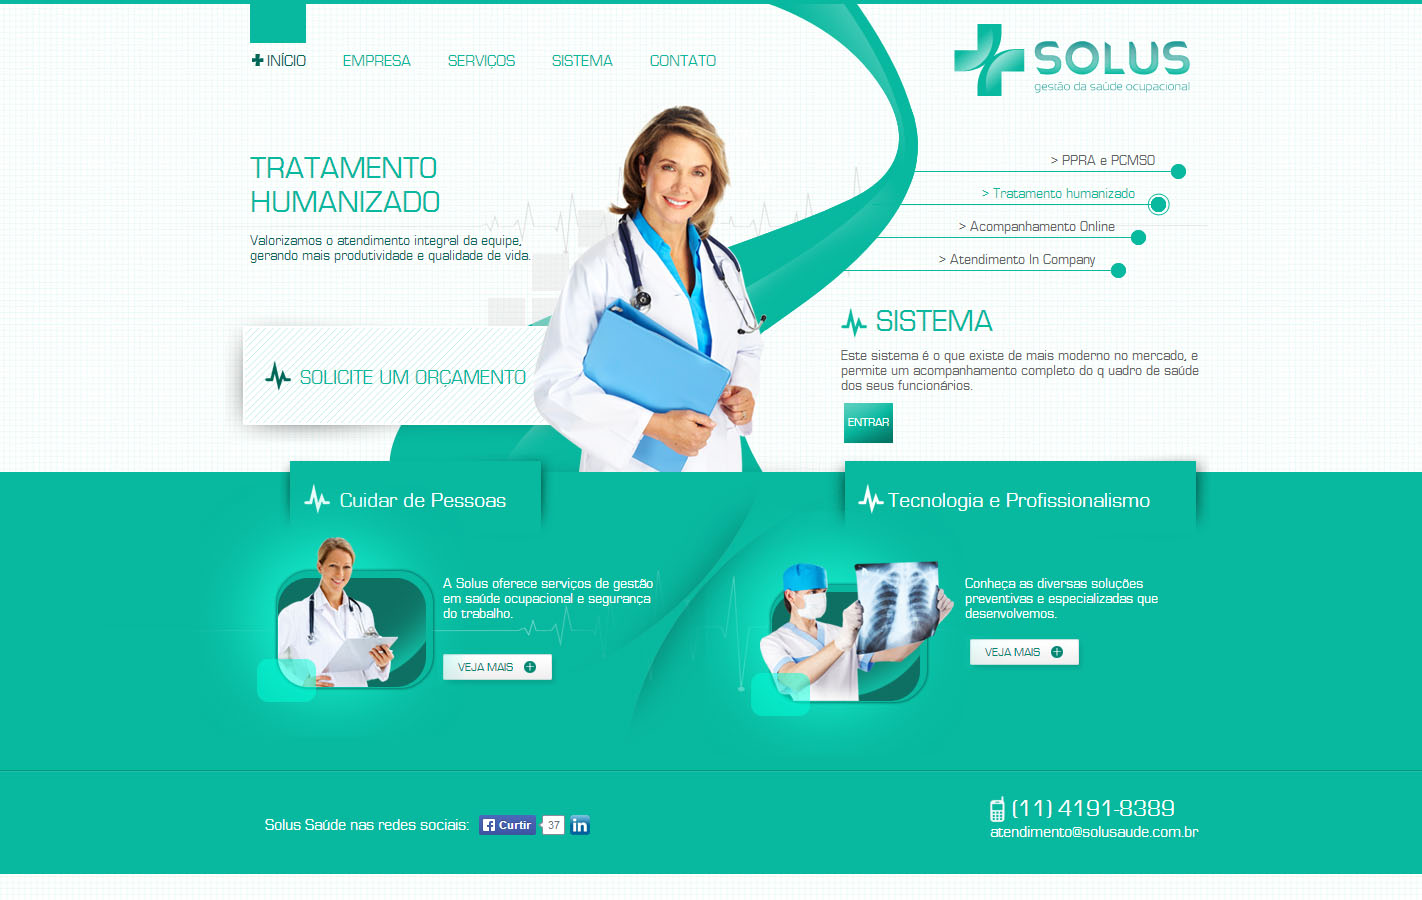 INÍCIO
EMPRESA
SERVIÇOS
SISTEMA
CONTATO
SOLUS
gestão da saúde ocupacional
TRATAMENTO
HUMANIZADO
Valorizamos o atendimento integral da equipe,
gerando mais produtividade e qualidade de vida.
> PPRA e PCMSO
> Tratamento humanizado
> Acompanhamento Online
> Atendimento In Company
SOLICITE UM ORÇAMENTO
SISTEMA
Este sistema é o que existe de mais moderno no mercado, e
permite um acompanhamento completo do q uadro de saúde
dos seus funcionários.
ENTRAR
Cuidar de Pessoas
A Solus oferece serviços de gestão
em saúde ocupacional e segurança
do trabalho.
VEJA MAIS
Tecnologia e Profissionalismo
Conheça as diversas soluções
preventivas e especializadas que
desenvolvemos.
VEJA MAIS
Solus Saúde nas redes sociais:
Curtir
37
in
(11) 4191-8389
atendimento@solusaude.com.br